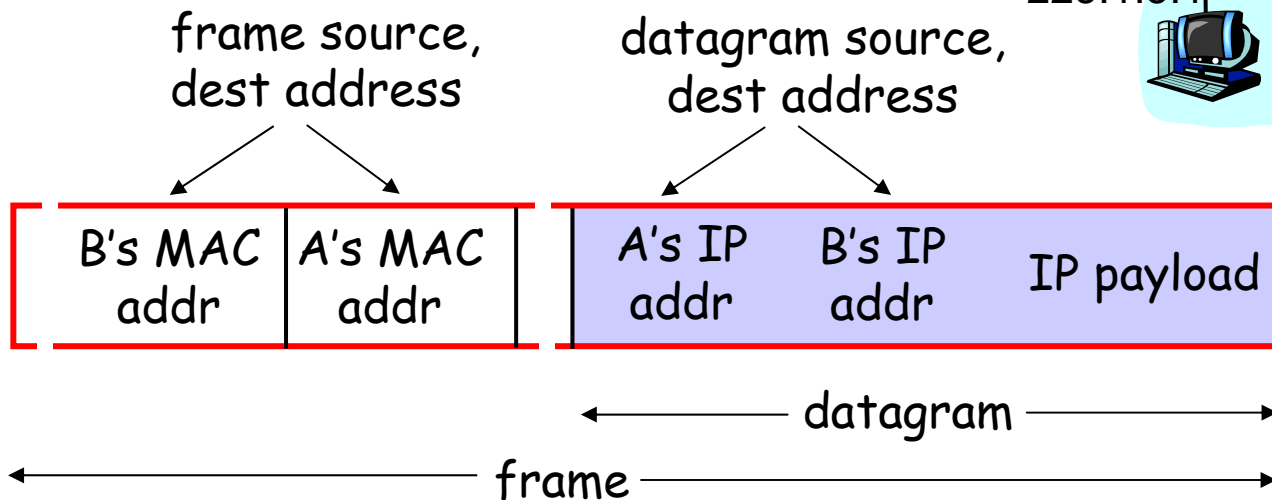 frame source,
dest address
datagram source,
dest address
B's MAC
addr
A's MAC
addr
A's IP
addr
B's IP
addr
IP payload
datagram
frame